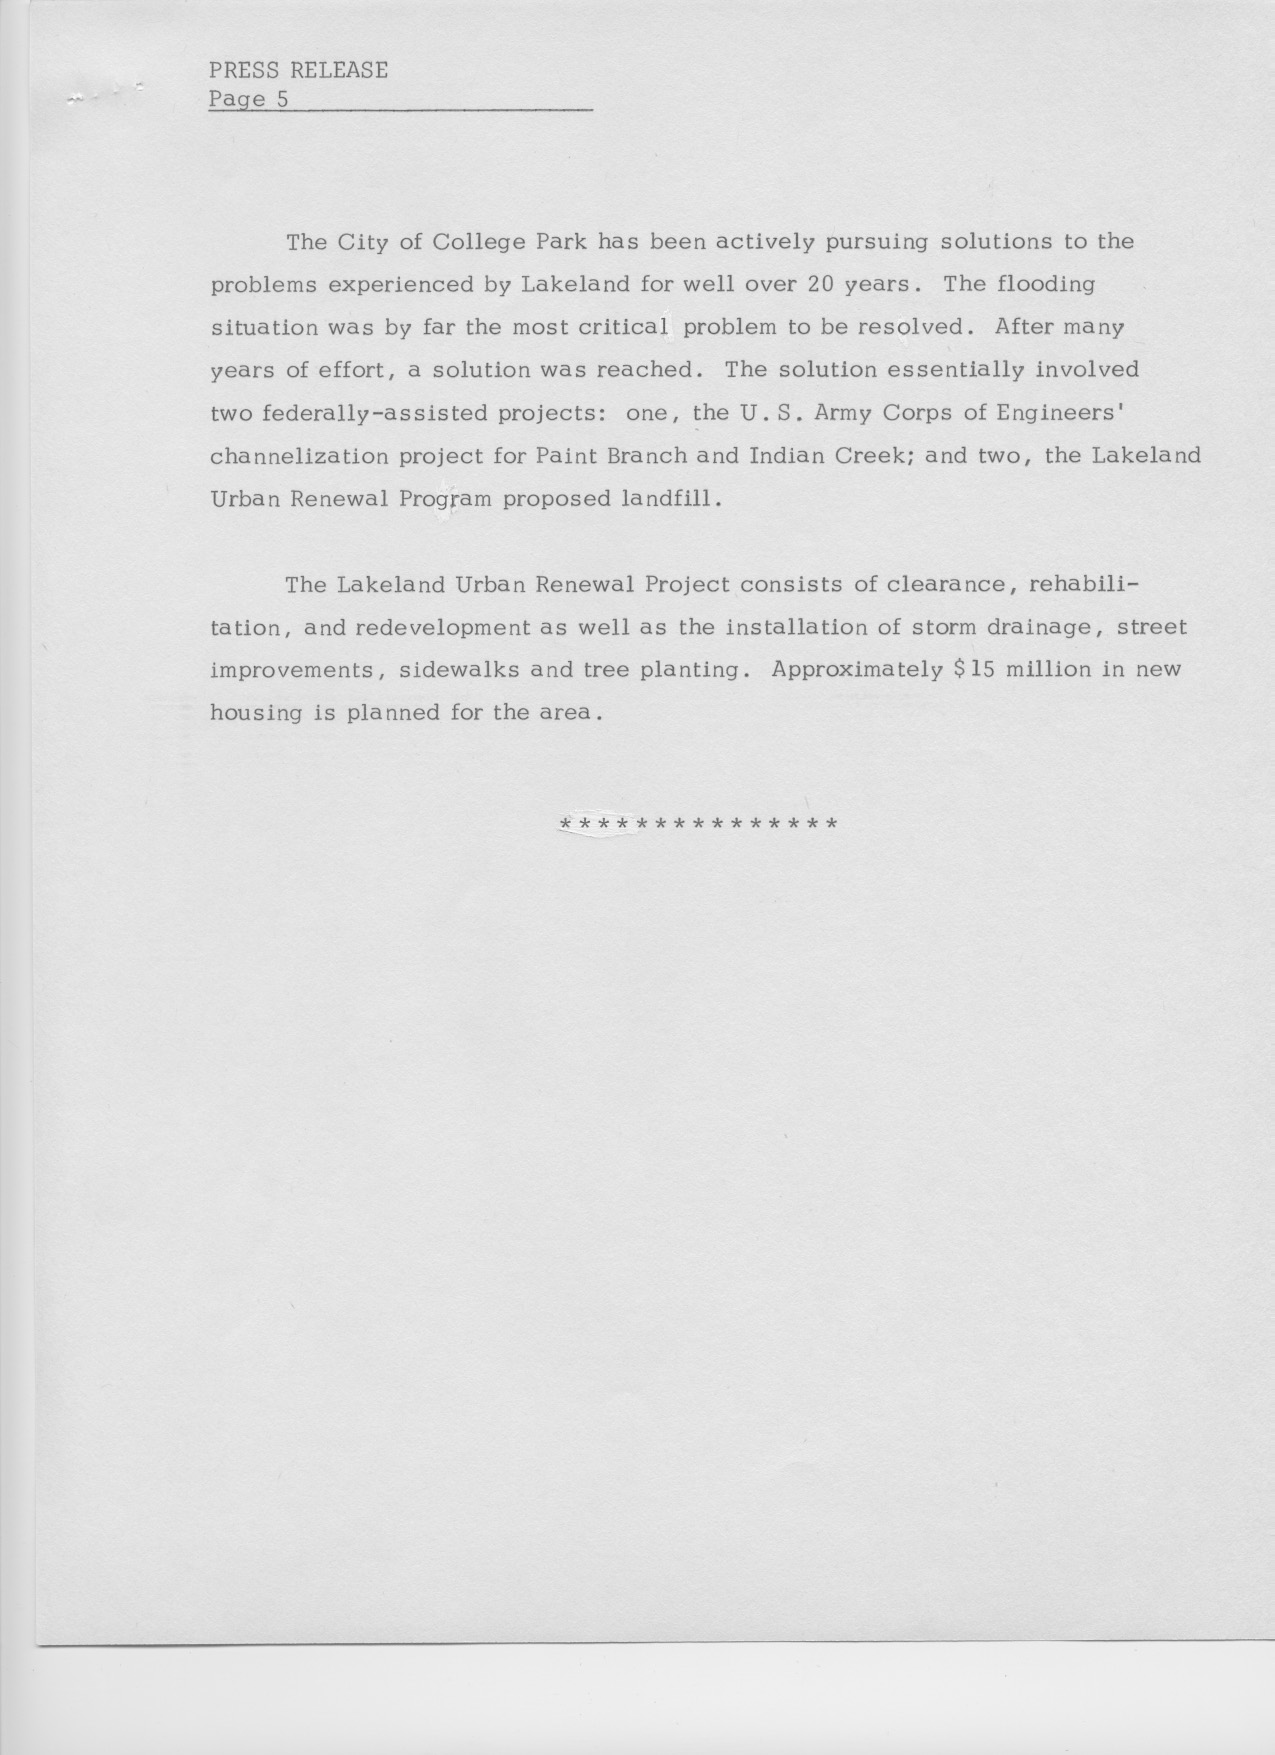 PRESS RELEASE
Page 5
The City of College Park has been actively pursuing solutions to the
problems experienced by Lakeland for well over 20 years. The flooding
situation was by far the most critical problem to be resolved. After many
years of effort, a solution was reached. The solution essentially involved
two federally-assisted projects: one, the U.S. Army Corps of Engineers'
channelization project for Paint Branch and Indian Creek; and two, the Lakeland
Urban Renewal Program proposed landfill.
The Lakeland Urban Renewal Project consists of clearance, rehabili-
tation, and redevelopment as well as the installation of storm drainage, street
improvements, sidewalks and tree planting. Approximately $15 million in new
housing is planned for the area.
* * * * * * * * * * * * * * *